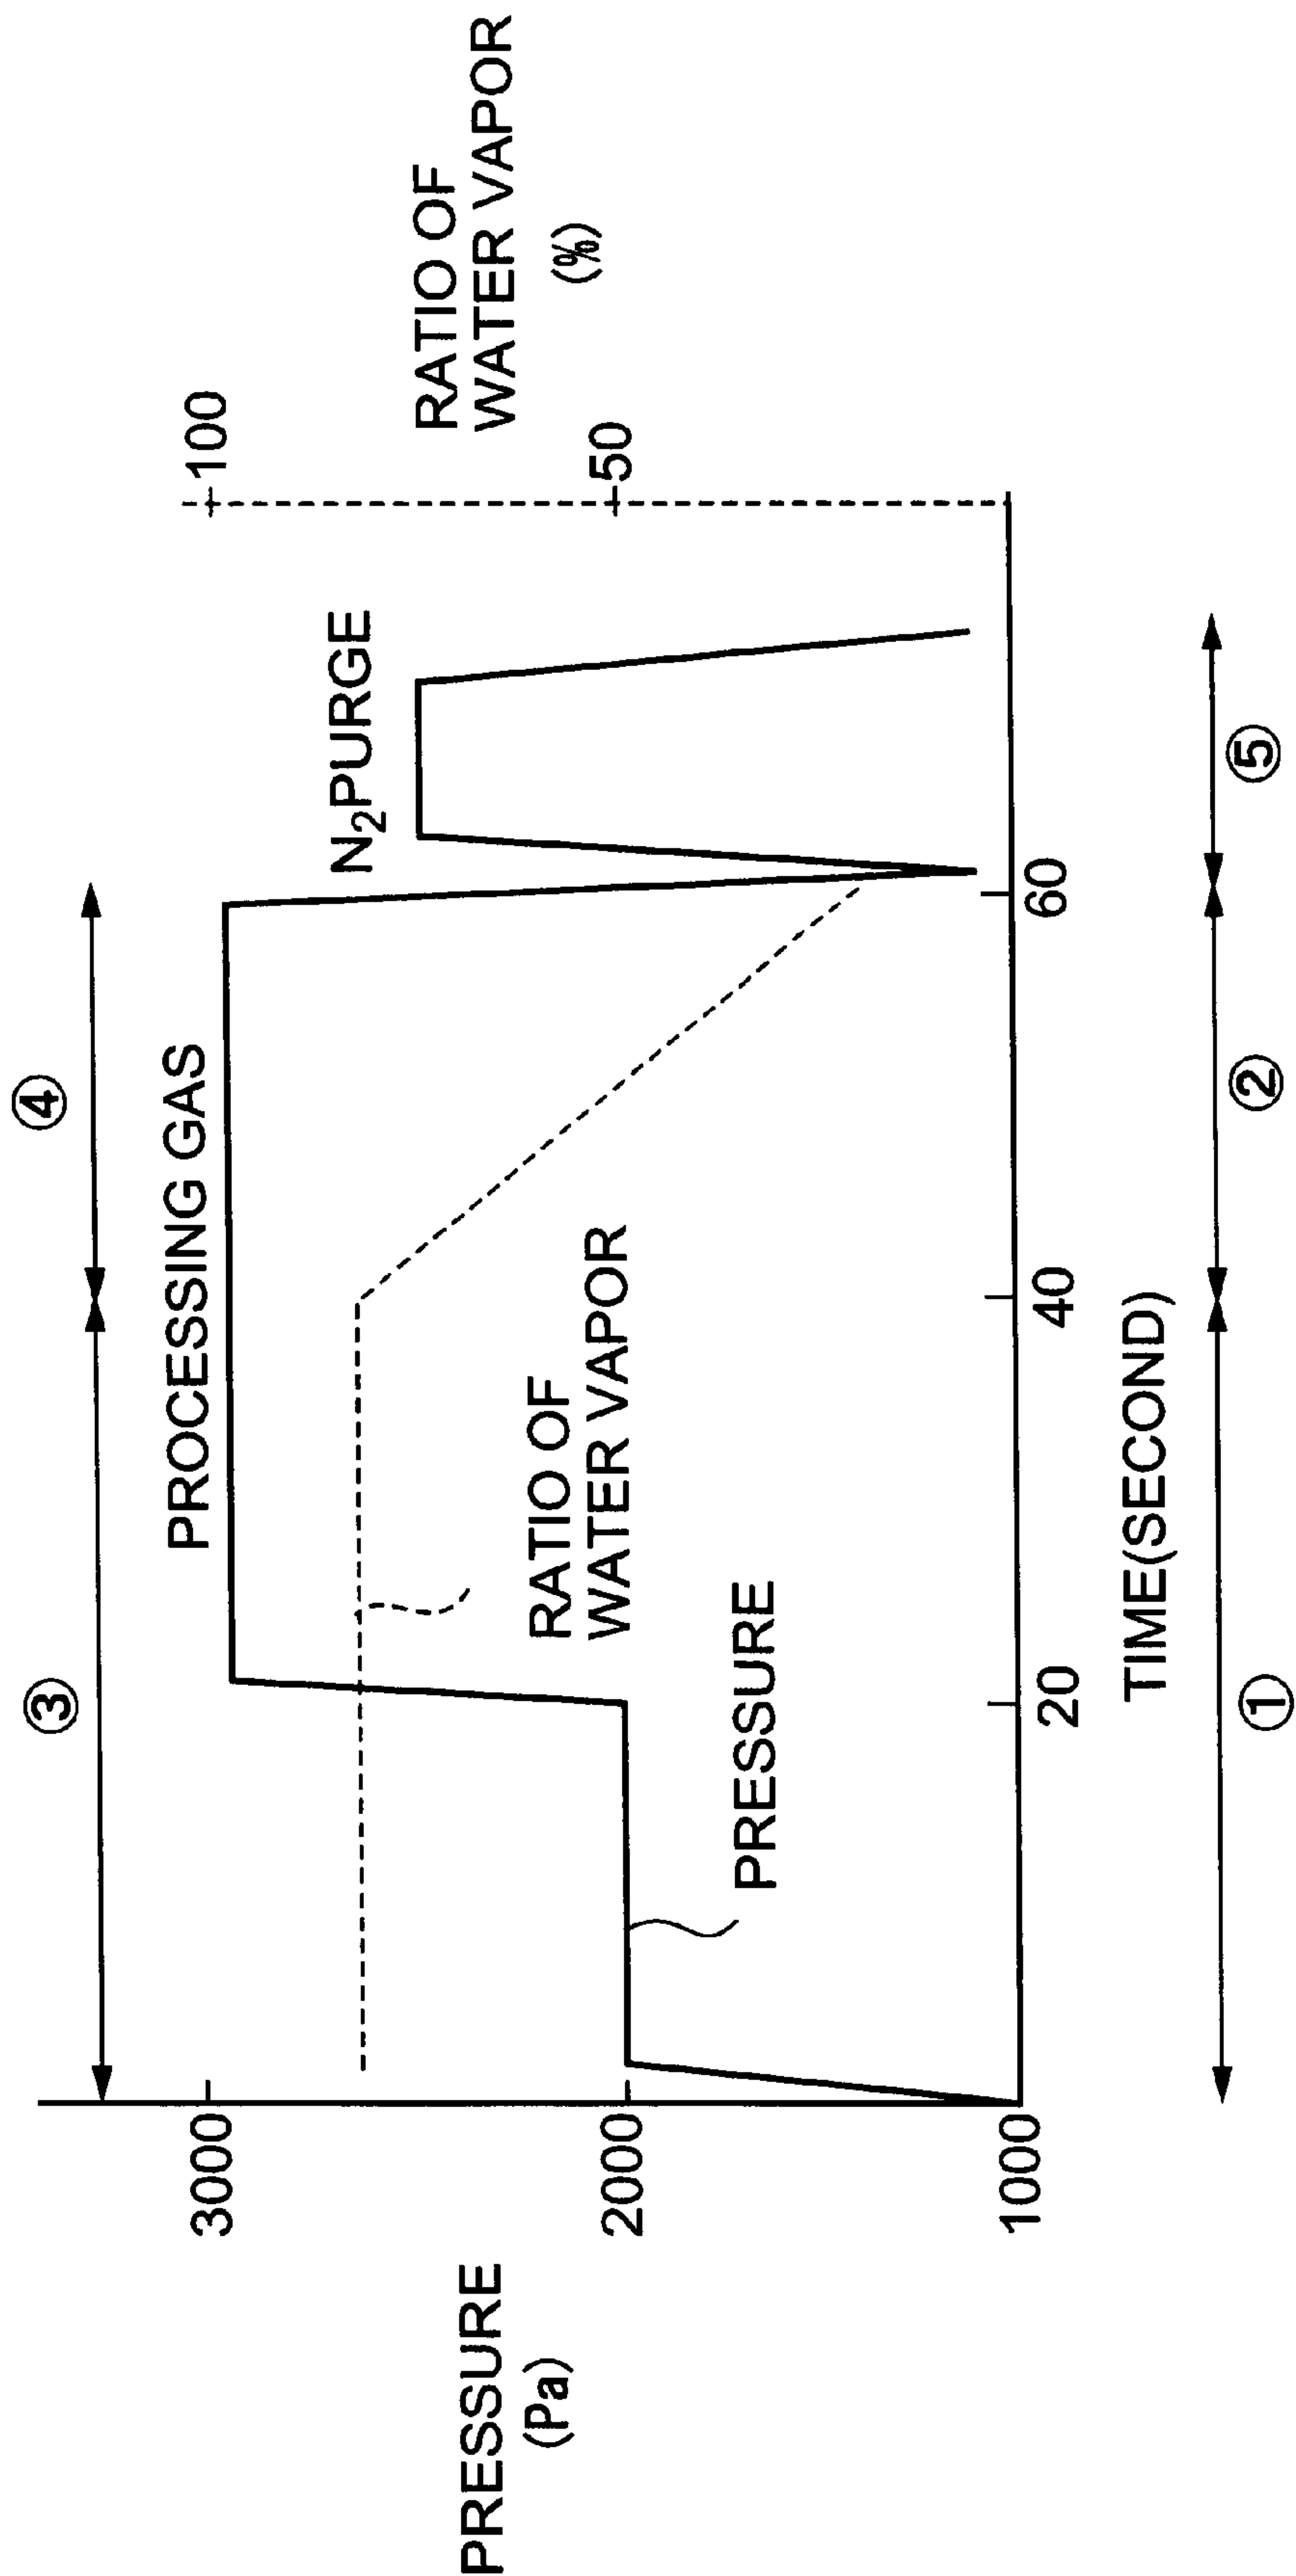 ③
④
PROCESSING GAS
N₂PURGE
3000
2000
1000
PRESSURE
(Pa)
RATIO OF
WATER VAPOR
PRESSURE
100
50
RATIO OF
WATER VAPOR
(%)
20
40
60
TIME(SECOND)
①
②
⑤